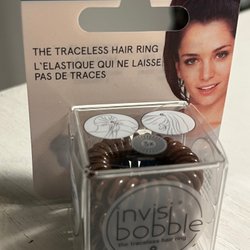 THE TRACELESS HAIR RING
L'ELASTIQUE QUI NE LAISSE
PAS DE TRACES
invisi
bobble
the traceless hair ring